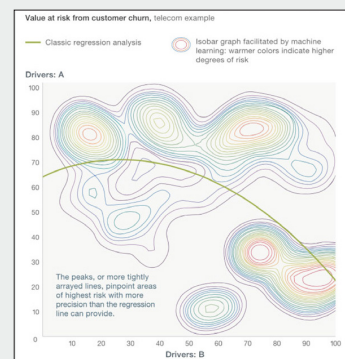 Value at risk from customer churn, telecom example
Classic regression analysis
Isobar graph facilitated by machine
learning: warmer colors indicate higher
degrees of risk
Drivers: A
100
90
80
70
60
50
40
30
20
10
0
The peaks, or more tightly
arrayed lines, pinpoint areas
of highest risk with more
precision than the regression
line can provide.
10 20 30 40 50 60 70 80 90 100
Drivers: B